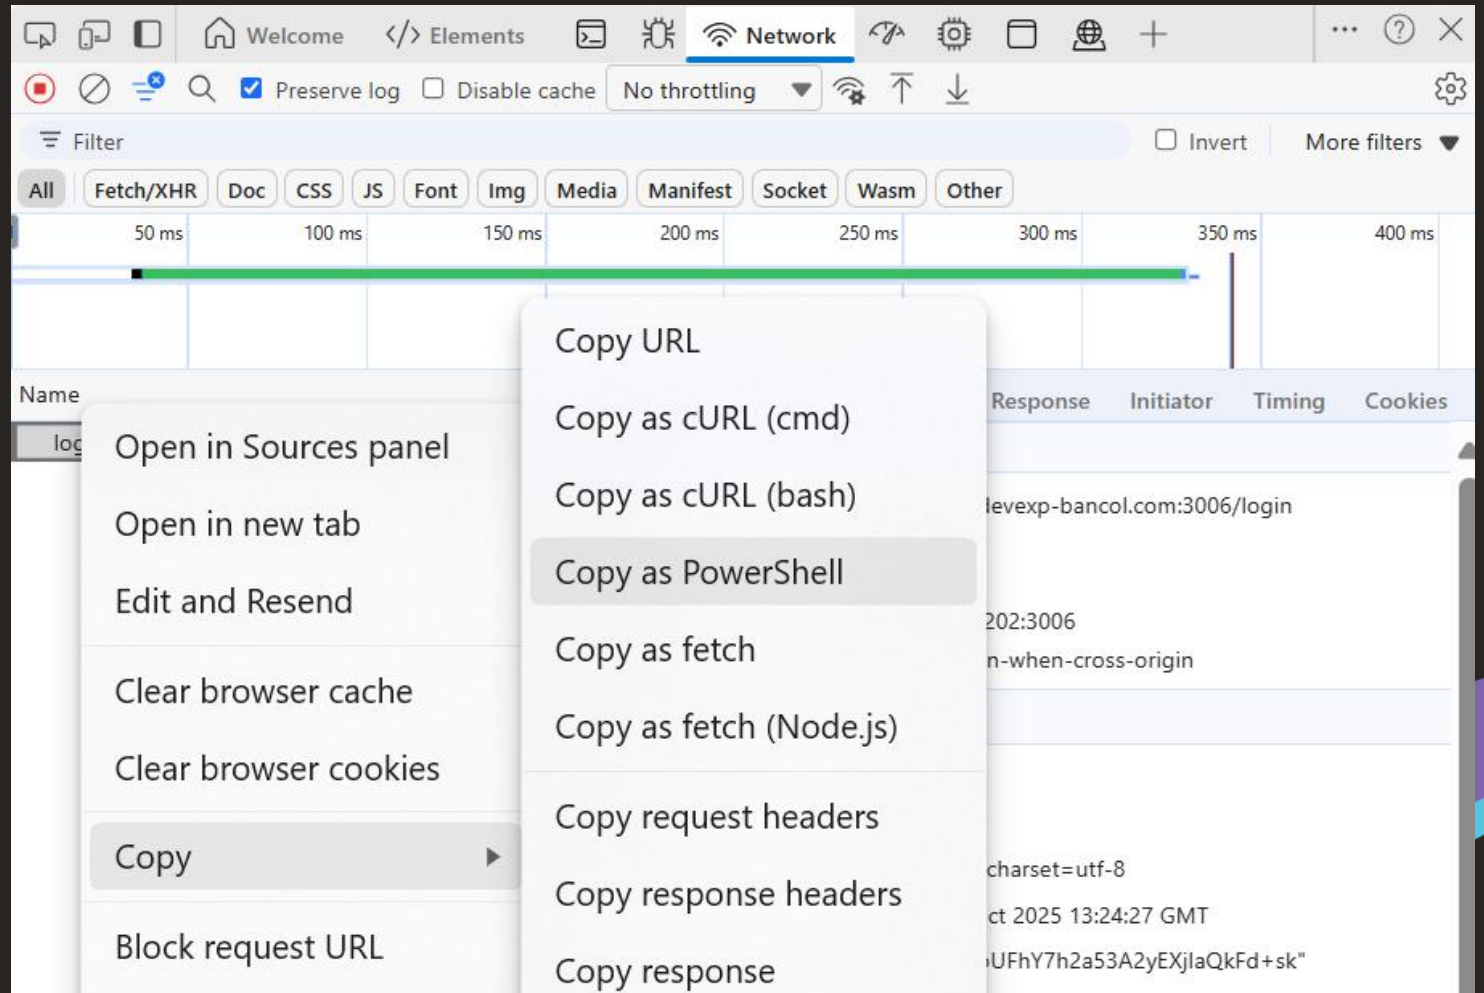 Welcome Elements Network
Preserve log Disable cache No throttling
Filter Invert More filters
All Fetch/XHR Doc CSS JS Font Img Media Manifest Socket Wasm Other
50 ms 100 ms 150 ms 200 ms 250 ms 300 ms 350 ms 400 ms
Name
Response Initiator Timing Cookies
log
Open in Sources panel
Open in new tab
Edit and Resend
Clear browser cache
Clear browser cookies
Copy
Block request URL
Copy URL
Copy as cURL (cmd)
Copy as cURL (bash)
Copy as PowerShell
Copy as fetch
Copy as fetch (Node.js)
Copy request headers
Copy response headers
Copy response
devexp-bancol.com:3006/login
202:3006
n-when-cross-origin
charset=utf-8
ct 2025 13:24:27 GMT
UFhY7h2a53A2yEXjlaQkFd+sk"